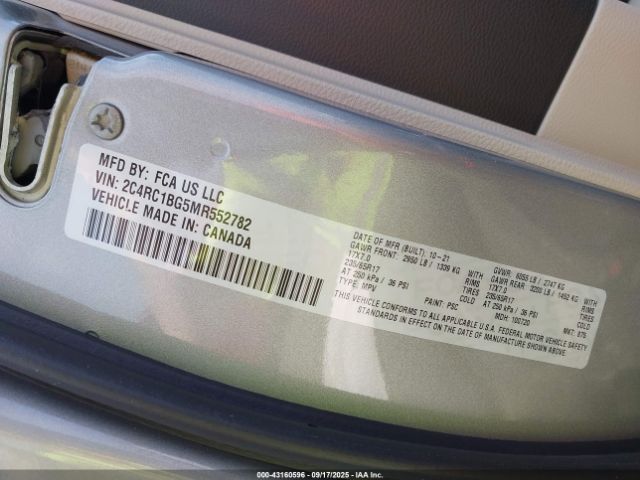 MFD BY: FCA US LLC
VIN: 2C4RC1BG5MR552782
VEHICLE MADE IN: CANADA
DATE OF MFR (BUILT): 10-21
GAWR FRONT: 2950 LB / 1339 KG WITH
17X7.0 RIMS
235/65R17 TIRES
AT 250 kPa / 36 PSI COLD
TYPE: MPV PAINT: PSC
GVWR: 6055 LB / 2747 KG
GAWR REAR: 3200 LB / 1452 KG WITH
17X7.0 RIMS
235/65R17 TIRES
AT 250 kPa / 36 PSI COLD
MDH: 100720 MKT: 875
THIS VEHICLE CONFORMS TO ALL APPLICABLE U.S.A. FEDERAL MOTOR VEHICLE SAFETY
STANDARDS IN EFFECT ON THE DATE OF MANUFACTURE SHOWN ABOVE.
000-43160596 - 09/17/2025 - IAA Inc.